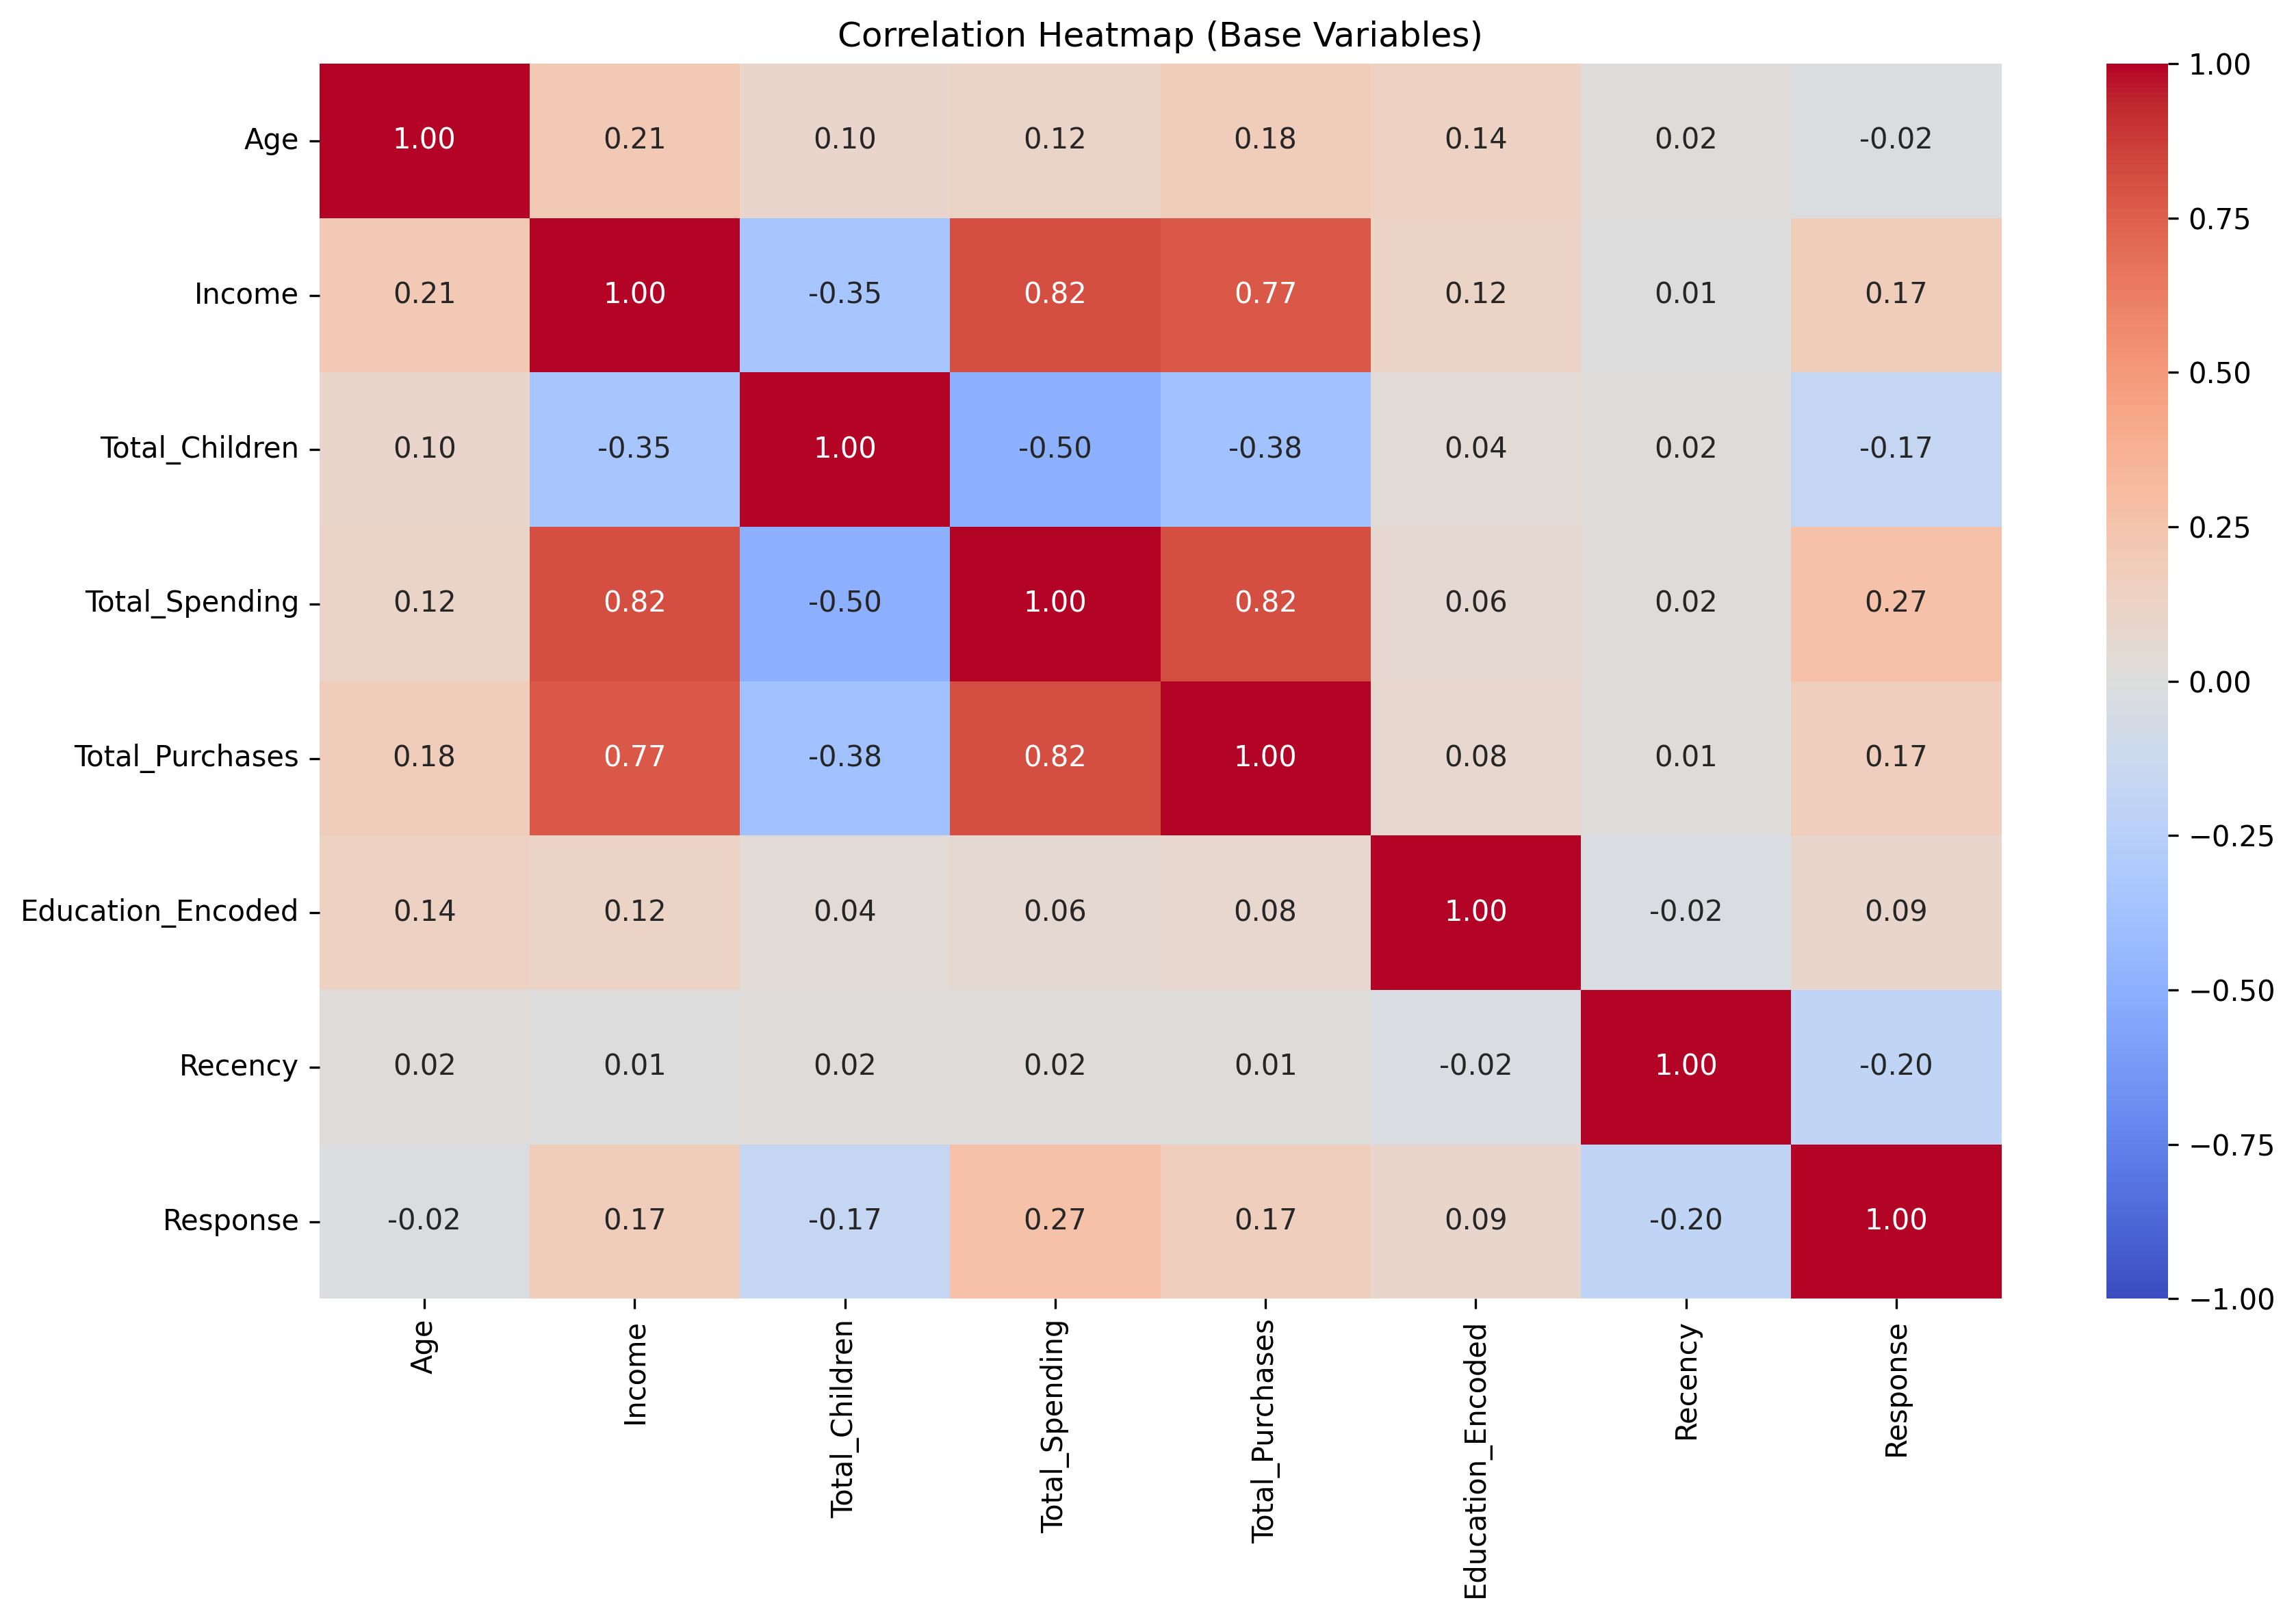 Correlation Heatmap (Base Variables)
Age 1.00 0.21 0.10 0.12 0.18 0.14 0.02 -0.02
Income 0.21 1.00 -0.35 0.82 0.77 0.12 0.01 0.17
Total_Children 0.10 -0.35 1.00 -0.50 -0.38 0.04 0.02 -0.17
Total_Spending 0.12 0.82 -0.50 1.00 0.82 0.06 0.02 0.27
Total_Purchases 0.18 0.77 -0.38 0.82 1.00 0.08 0.01 0.17
Education_Encoded 0.14 0.12 0.04 0.06 0.08 1.00 -0.02 0.09
Recency 0.02 0.01 0.02 0.02 0.01 -0.02 1.00 -0.20
Response -0.02 0.17 -0.17 0.27 0.17 0.09 -0.20 1.00
Age
Income
Total_Children
Total_Spending
Total_Purchases
Education_Encoded
Recency
Response
1.00
0.75
0.50
0.25
0.00
−0.25
−0.50
−0.75
−1.00